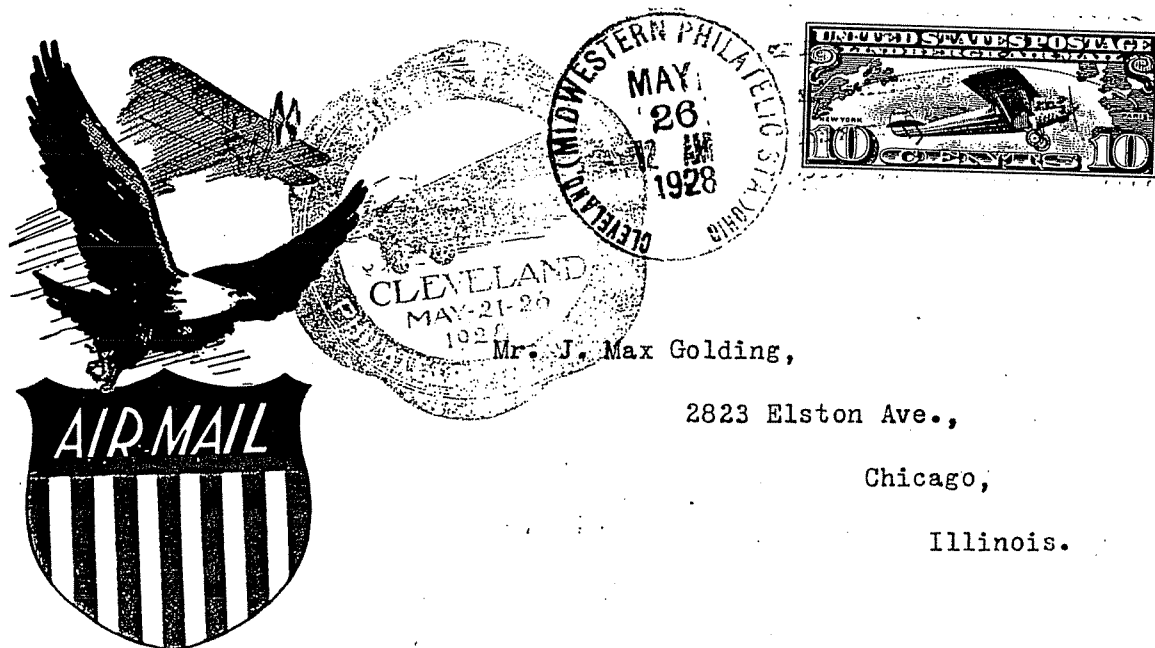 UNITED STATES POSTAGE
LINDBERGH AIR MAIL
NEW YORK
PARIS
10 CENTS 10
CLEVELAND, (MIDWESTERN PHILATELIC STA.) OHIO
MAY
26
12 AM
1928
CLEVELAND
MAY-21-26
1928
AIR MAIL
Mr. J. Max Golding,
2823 Elston Ave.,
Chicago,
Illinois.